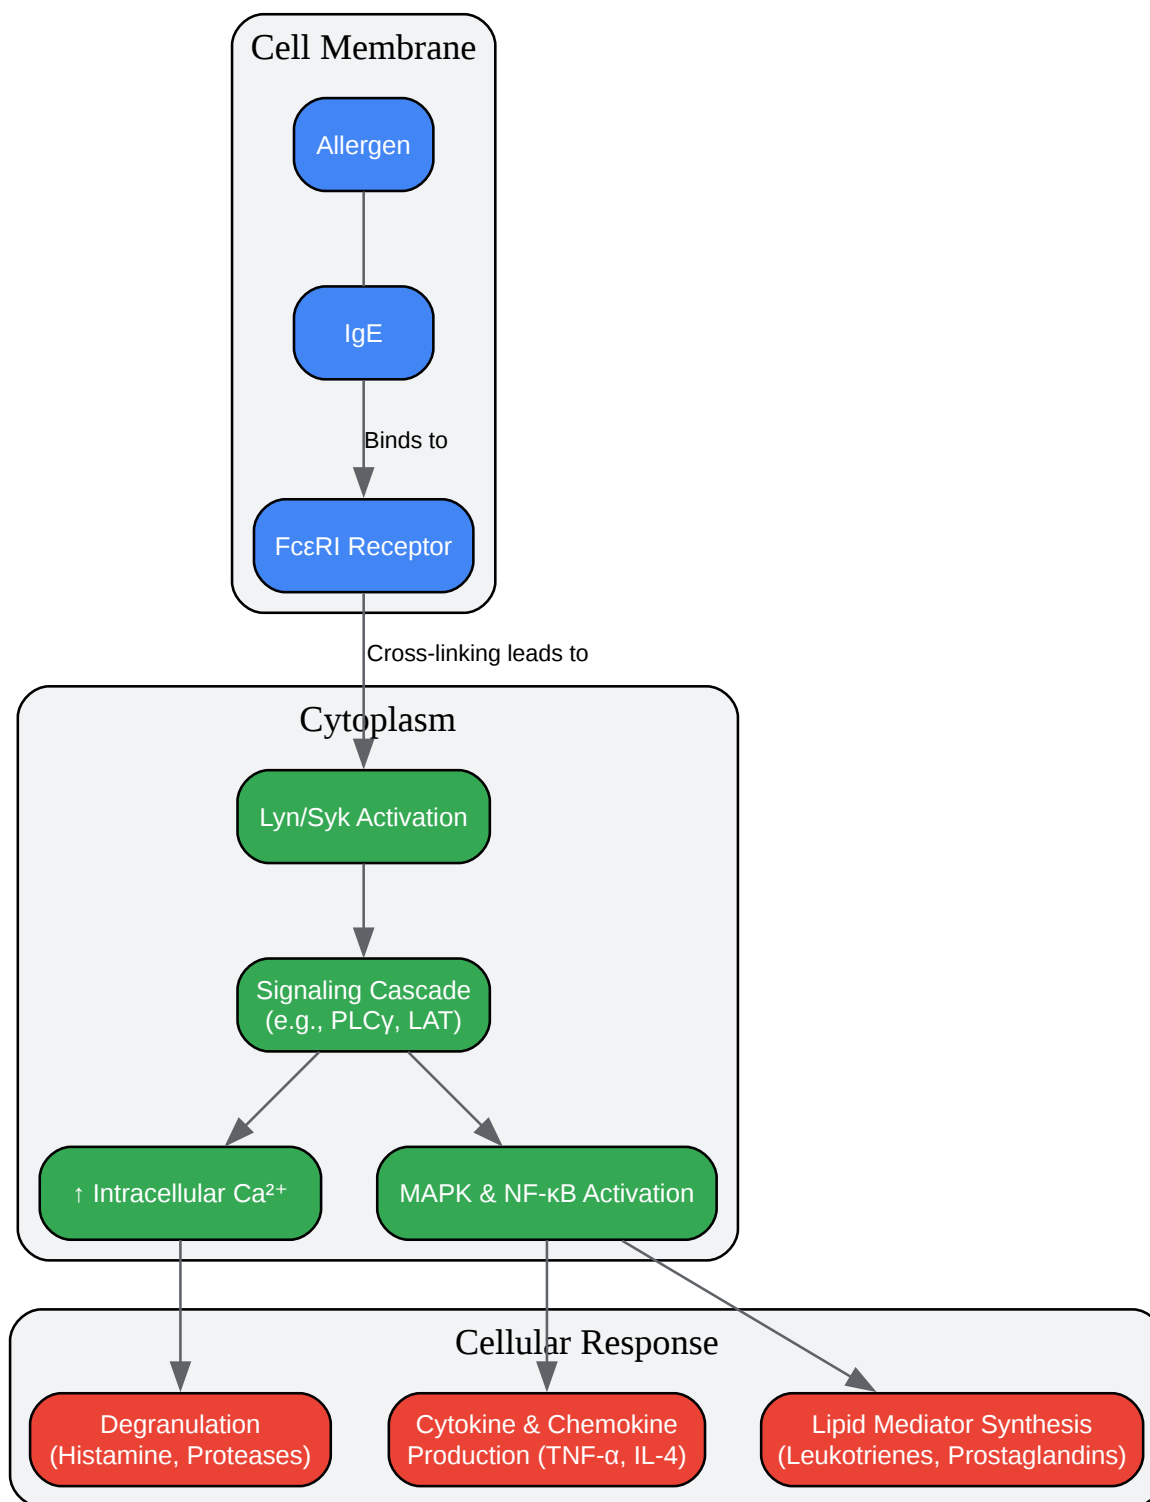 Cell Membrane
Allergen
IgE
Binds to
FcεRI Receptor
Cross-linking leads to
Cytoplasm
Lyn/Syk Activation
Signaling Cascade
(e.g., PLCγ, LAT)
↑ Intracellular Ca²⁺
MAPK & NF-κB Activation
Cellular Response
Degranulation
(Histamine, Proteases)
Cytokine & Chemokine
Production (TNF-α, IL-4)
Lipid Mediator Synthesis
(Leukotrienes, Prostaglandins)